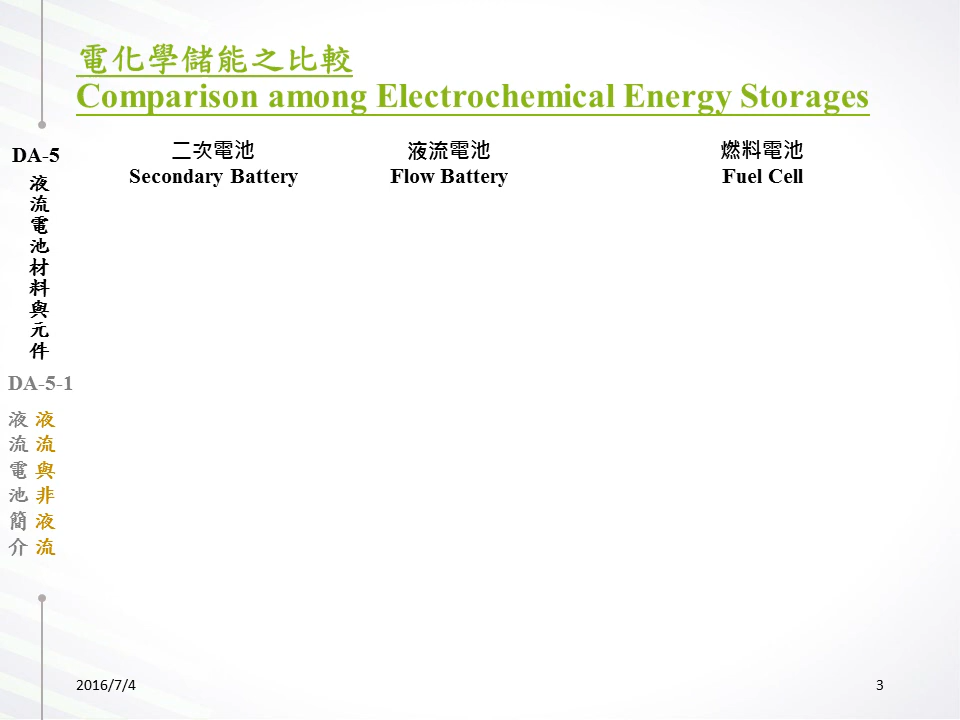 電化學儲能之比較
Comparison among Electrochemical Energy Storages
DA-5
液流電池材料與元件
DA-5-1
液流電池簡介
液流與非液流
二次電池
Secondary Battery
液流電池
Flow Battery
燃料電池
Fuel Cell
2016/7/4
3